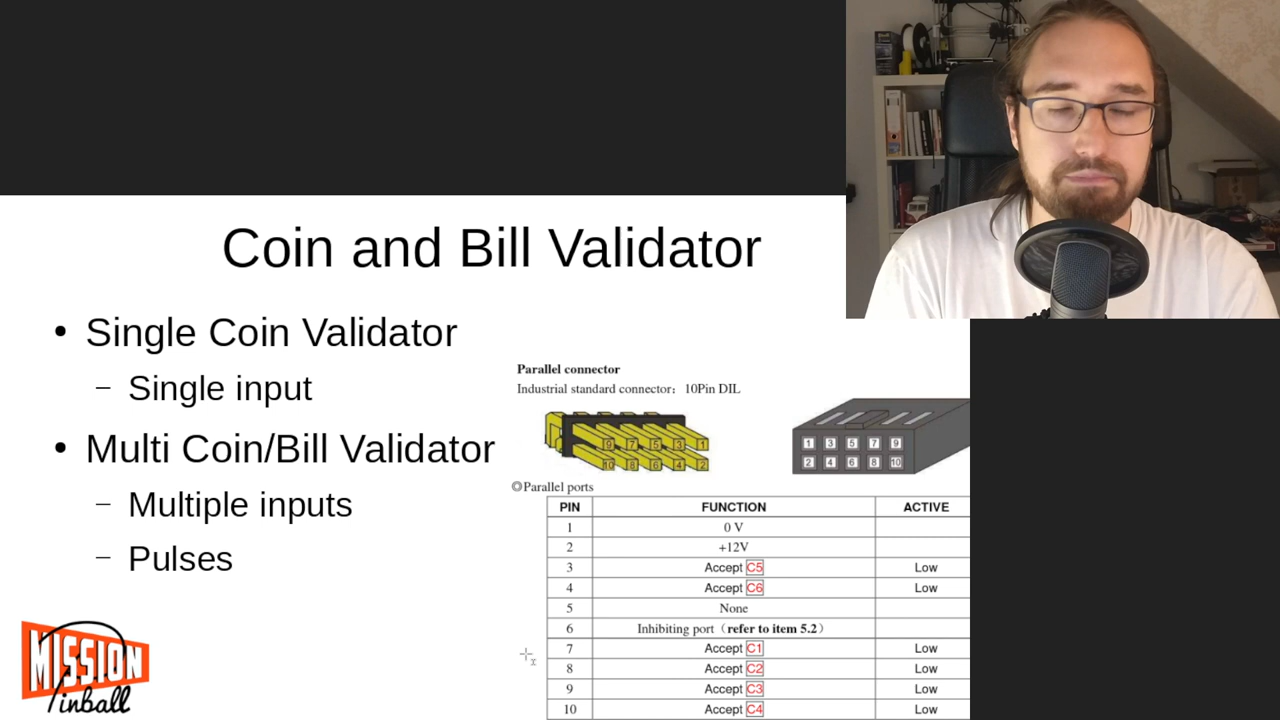 Coin and Bill Validator
• Single Coin Validator
– Single input
• Multi Coin/Bill Validator
– Multiple inputs
– Pulses
Parallel connector
Industrial standard connector: 10Pin DIL
9 7 5 3 1
10 8 6 4 2
1 3 5 7 9
2 4 6 8 10
◎Parallel ports
PIN FUNCTION ACTIVE
1 0 V
2 +12V
3 Accept C5 Low
4 Accept C6 Low
5 None
6 Inhibiting port（refer to item 5.2）
7 Accept C1 Low
8 Accept C2 Low
9 Accept C3 Low
10 Accept C4 Low
MISSION
Pinball